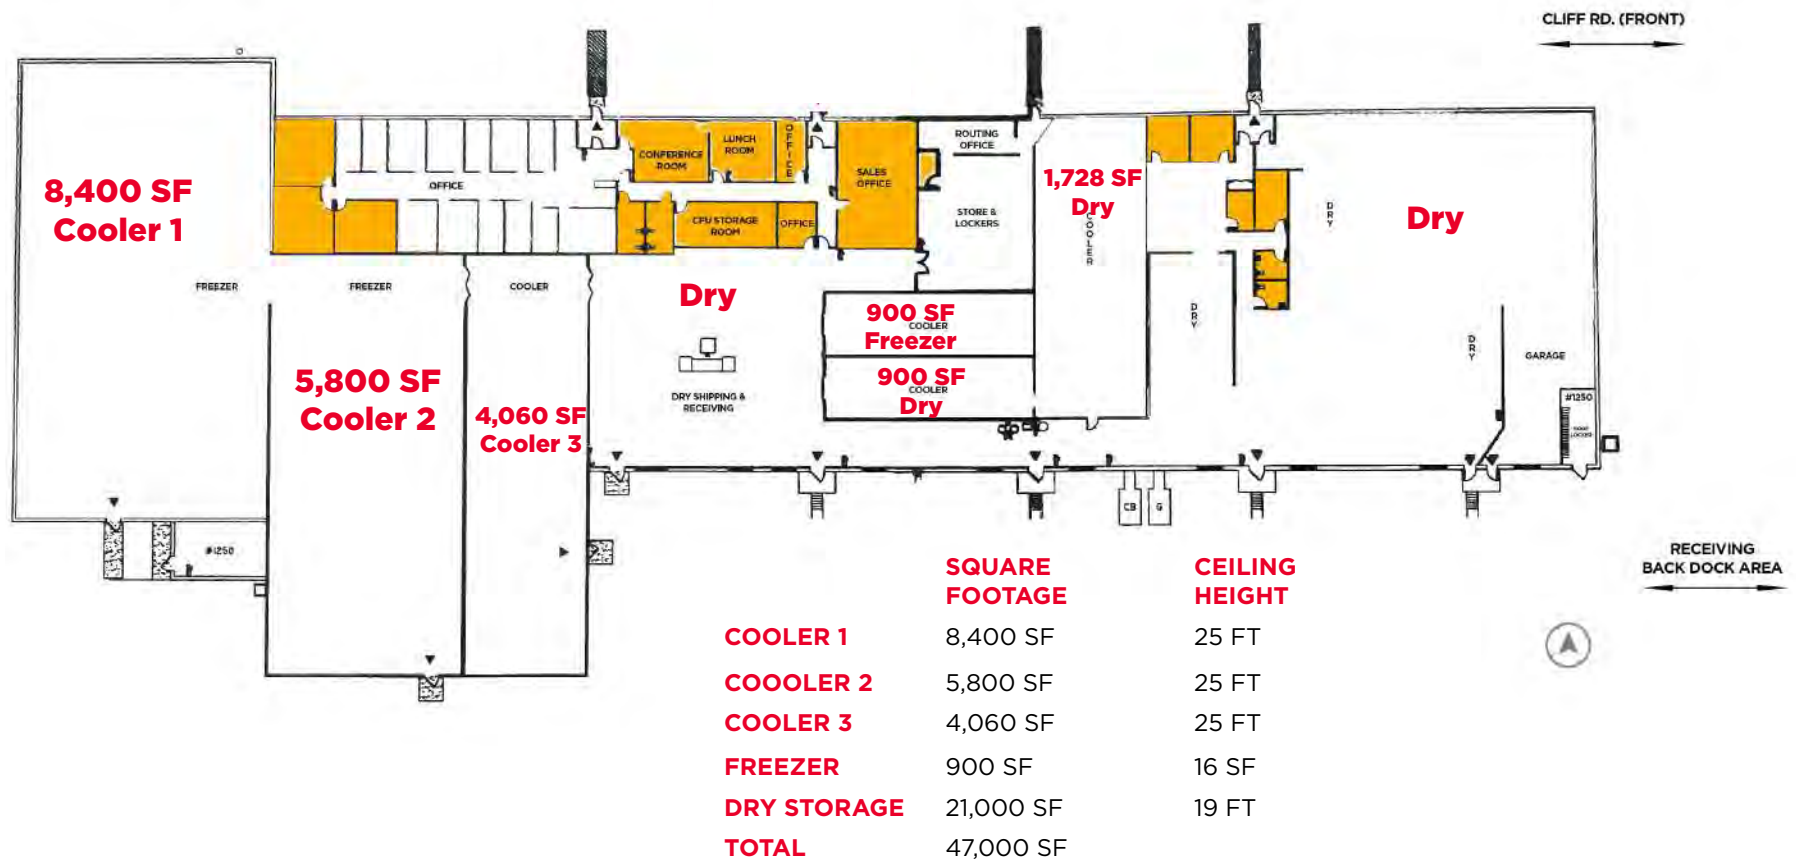 CLIFF RD. (FRONT)
8,400 SF
Cooler 1
FREEZER
FREEZER
5,800 SF
Cooler 2
COOLER
4,060 SF
Cooler 3
OFFICE
CONFERENCE
ROOM
LUNCH
ROOM
OFFICE
CPU STORAGE
ROOM
OFFICE
SALES
OFFICE
ROUTING
OFFICE
STORE &
LOCKERS
Dry
DRY SHIPPING &
RECEIVING
900 SF
COOLER
Freezer
900 SF
COOLER
Dry
1,728 SF
Dry
COOLER
DRY
DRY
Dry
DRY
GARAGE
#1250
#1250
CB
G
RECEIVING
BACK DOCK AREA
SQUARE
FOOTAGE
CEILING
HEIGHT
COOLER 1 8,400 SF 25 FT
COOOLER 2 5,800 SF 25 FT
COOLER 3 4,060 SF 25 FT
FREEZER 900 SF 16 SF
DRY STORAGE 21,000 SF 19 FT
TOTAL 47,000 SF